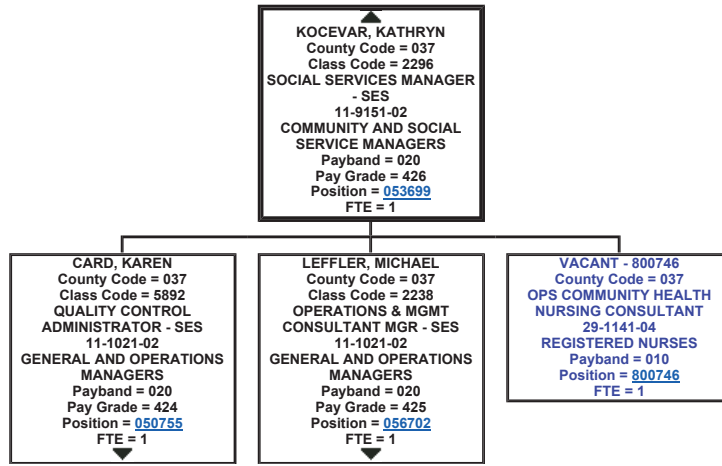 KOCEVAR, KATHRYN
County Code = 037
Class Code = 2296
SOCIAL SERVICES MANAGER
- SES
11-9151-02
COMMUNITY AND SOCIAL
SERVICE MANAGERS
Payband = 020
Pay Grade = 426
Position = 053699
FTE = 1
CARD, KAREN
County Code = 037
Class Code = 5892
QUALITY CONTROL
ADMINISTRATOR - SES
11-1021-02
GENERAL AND OPERATIONS
MANAGERS
Payband = 020
Pay Grade = 424
Position = 050755
FTE = 1
LEFFLER, MICHAEL
County Code = 037
Class Code = 2238
OPERATIONS & MGMT
CONSULTANT MGR - SES
11-1021-02
GENERAL AND OPERATIONS
MANAGERS
Payband = 020
Pay Grade = 425
Position = 056702
FTE = 1
VACANT - 800746
County Code = 037
OPS COMMUNITY HEALTH
NURSING CONSULTANT
29-1141-04
REGISTERED NURSES
Payband = 010
Position = 800746
FTE = 1